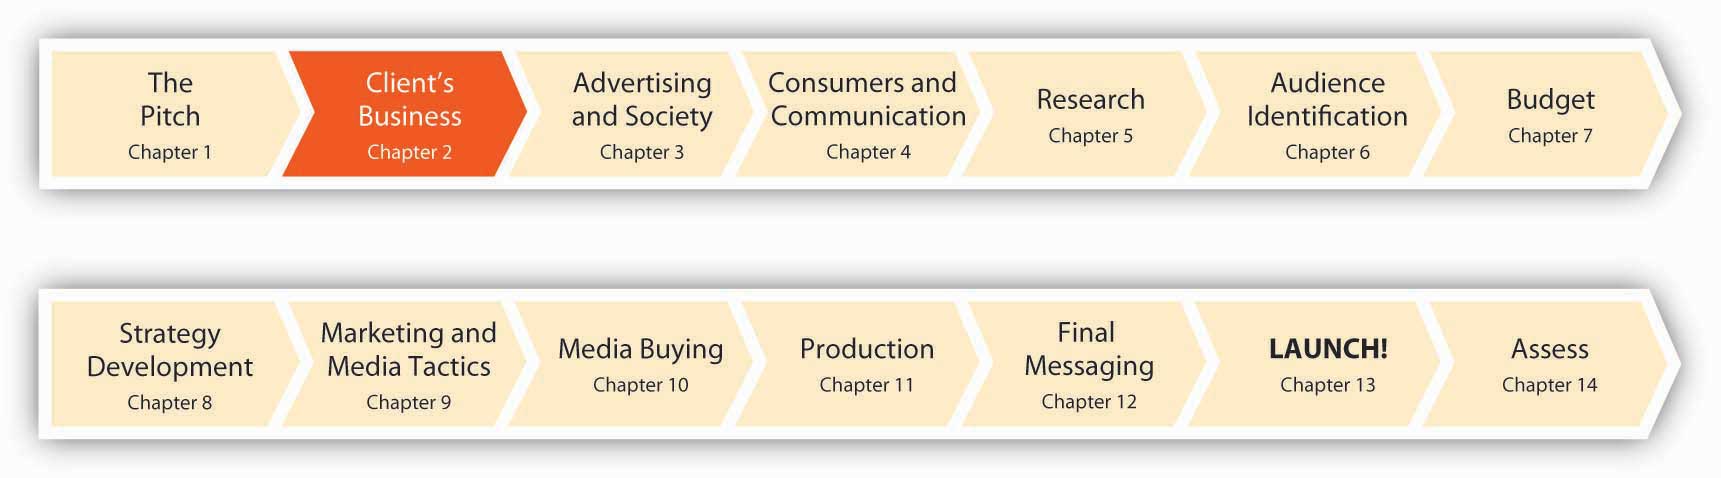 The
Pitch
Chapter 1
Client’s
Business
Chapter 2
Advertising
and Society
Chapter 3
Consumers and
Communication
Chapter 4
Research
Chapter 5
Audience
Identification
Chapter 6
Budget
Chapter 7
Strategy
Development
Chapter 8
Marketing and
Media Tactics
Chapter 9
Media Buying
Chapter 10
Production
Chapter 11
Final
Messaging
Chapter 12
LAUNCH!
Chapter 13
Assess
Chapter 14